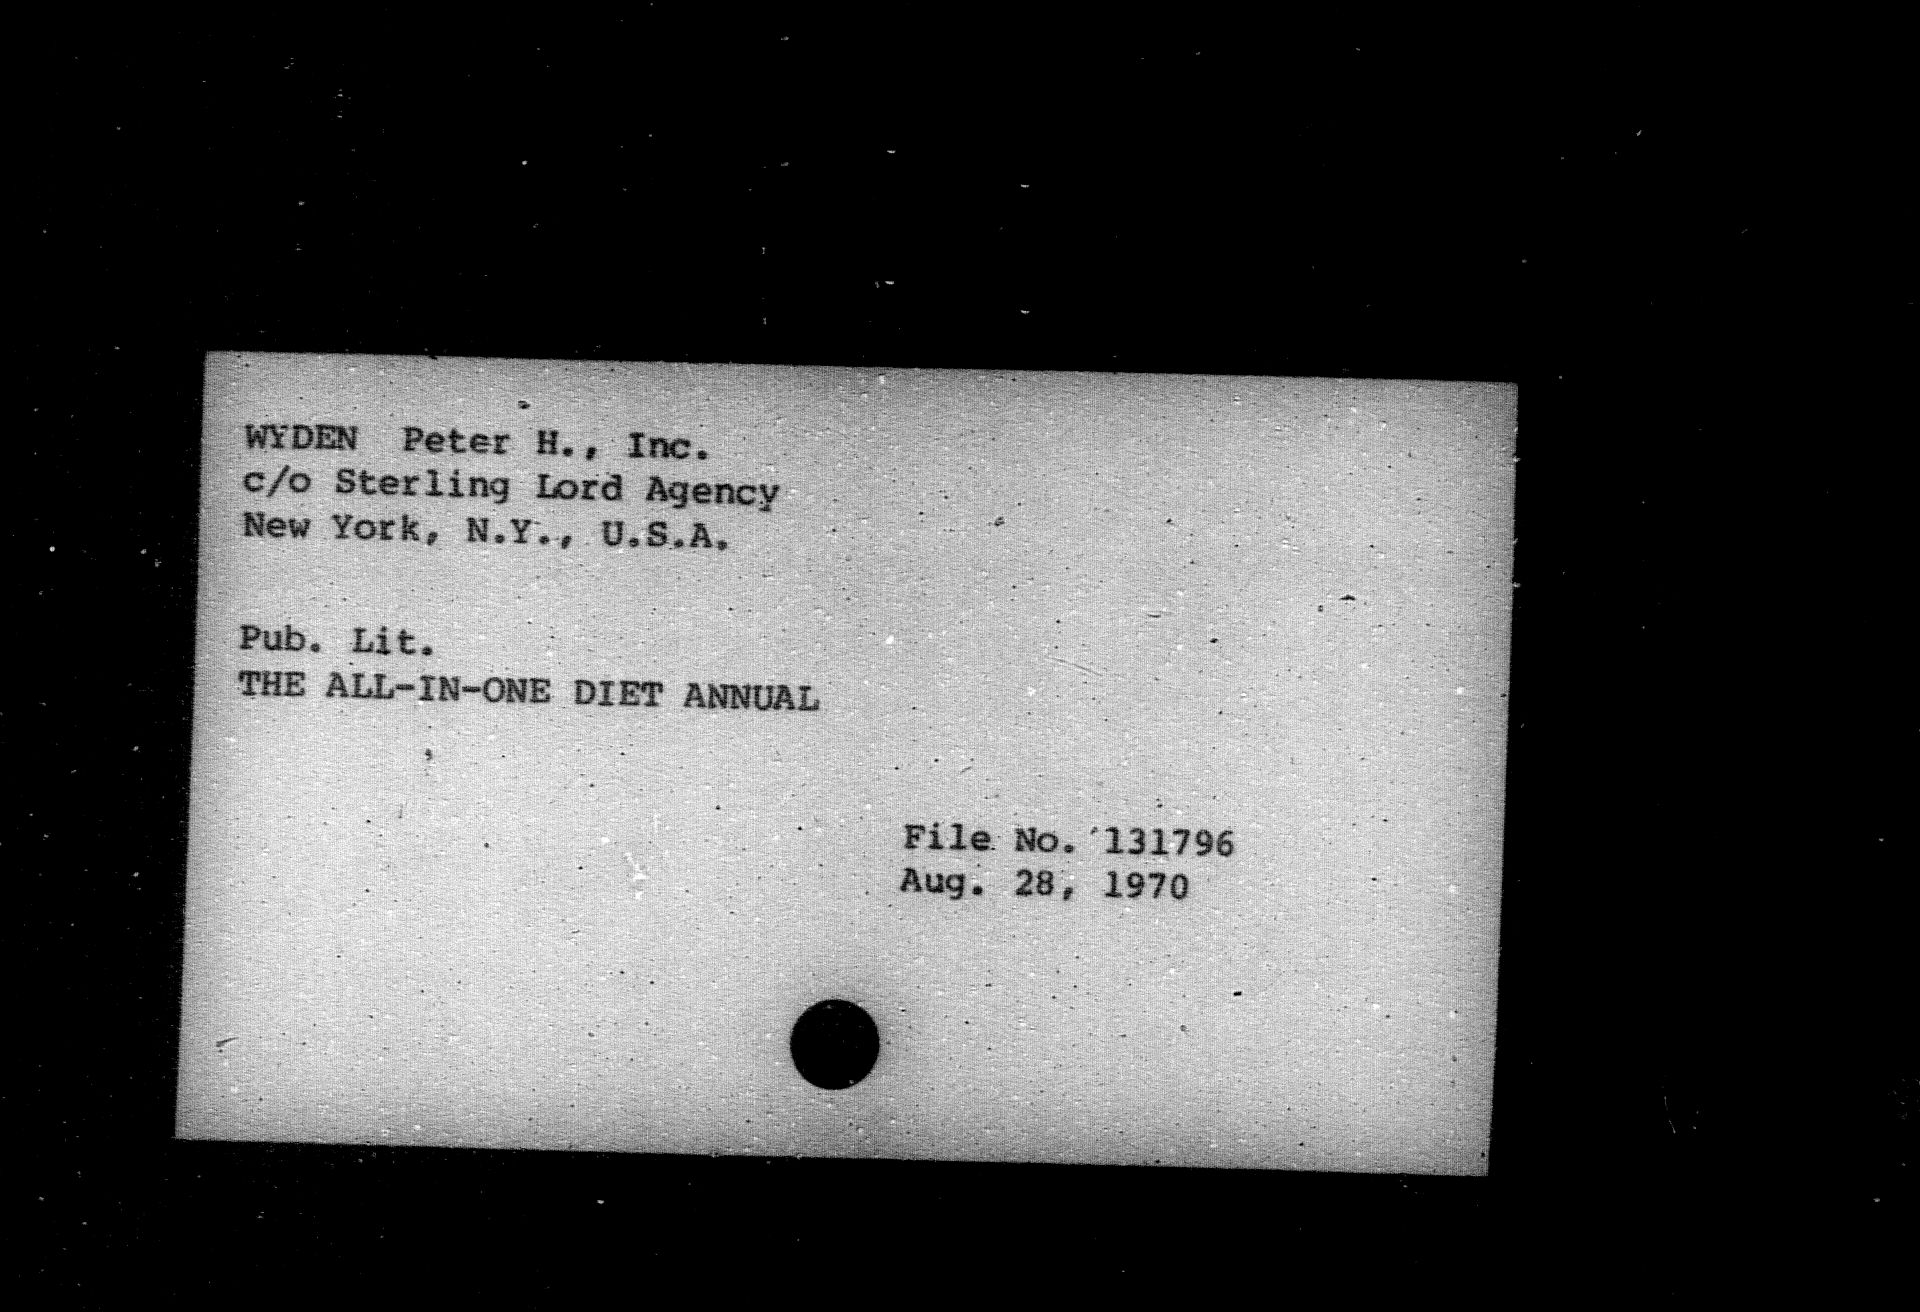 WYDEN Peter H., Inc.
c/o Sterling Lord Agency
New York, N.Y., U.S.A.
Pub. Lit.
THE ALL-IN-ONE DIET ANNUAL
File No. 131796
Aug. 28, 1970